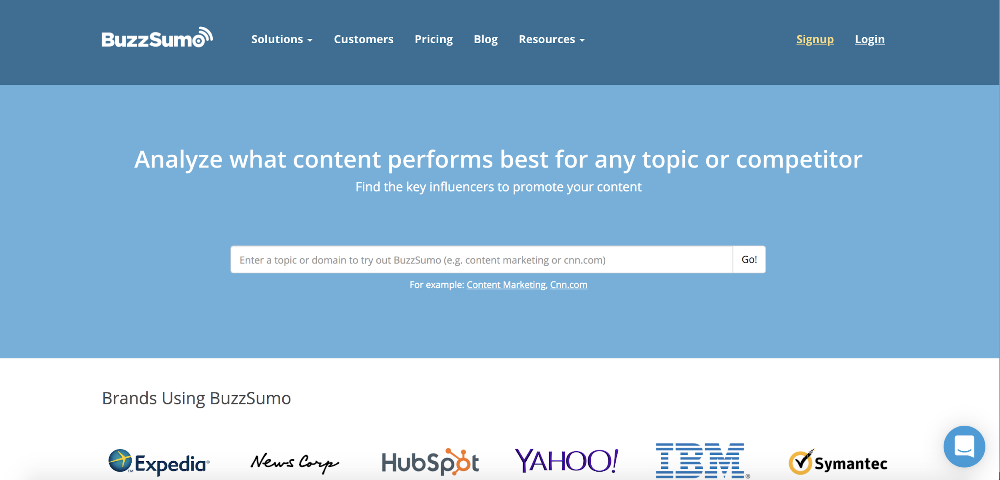 BuzzSumo Solutions Customers Pricing Blog Resources Signup Login
Analyze what content performs best for any topic or competitor
Find the key influencers to promote your content
Enter a topic or domain to try out BuzzSumo (e.g. content marketing or cnn.com) Go!
For example: Content Marketing, Cnn.com
Brands Using BuzzSumo
Expedia® News Corp HubSpot YAHOO! IBM® Symantec
™